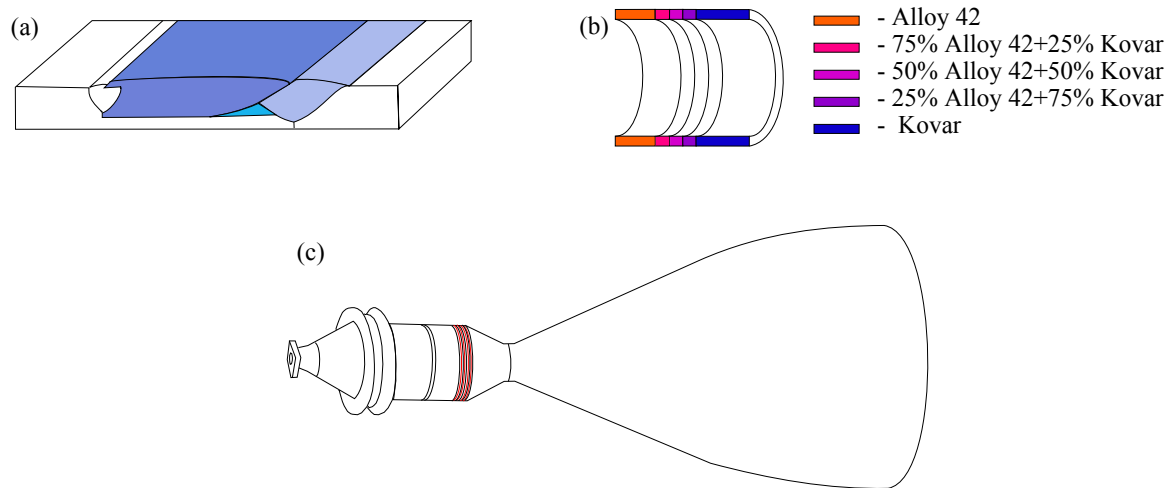 (a)
(b)
- Alloy 42
- 75% Alloy 42+25% Kovar
- 50% Alloy 42+50% Kovar
- 25% Alloy 42+75% Kovar
- Kovar
(c)